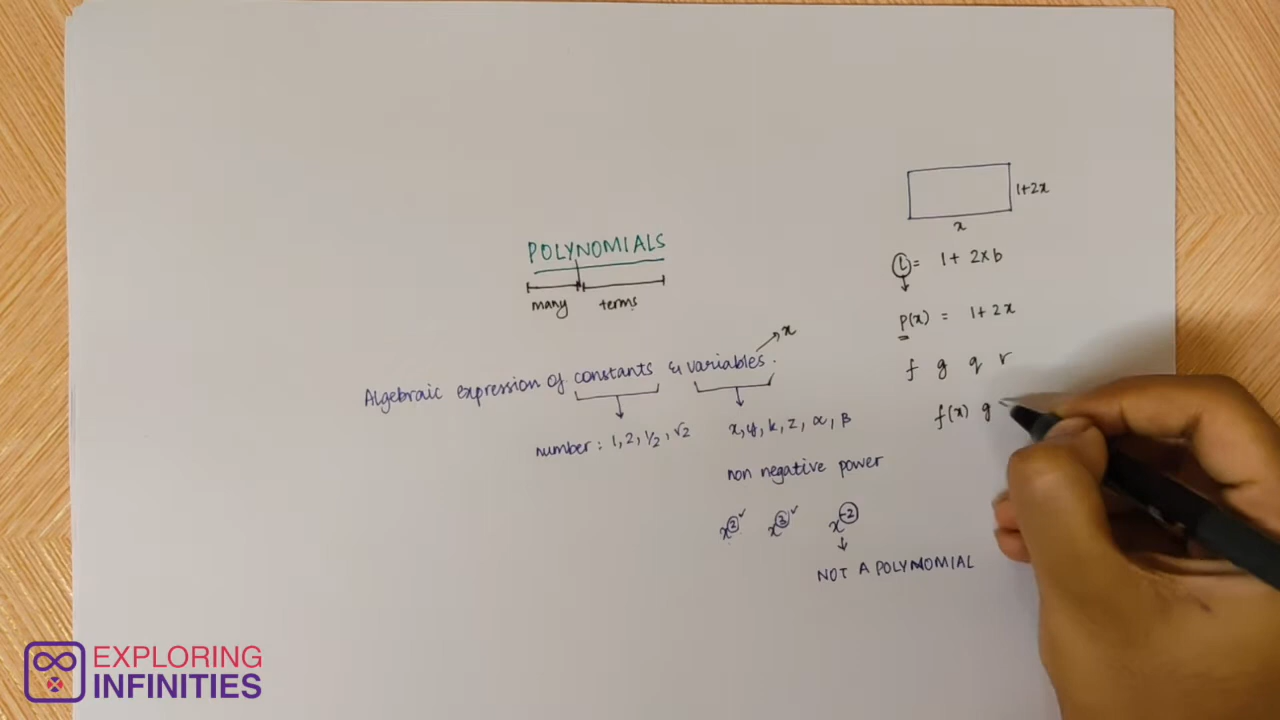 POLYNOMIALS
many terms
x
Algebraic expression of constants & variables.
number: 1, 2, 1/2, √2
x, y, k, z, α, β
non negative power
x² ✓ x³ ✓ x⁻²
NOT A POLYNOMIAL
1+2x
x
L = 1 + 2xb
p(x) = 1 + 2x
f g q r
f(x) g
EXPLORING
INFINITIES